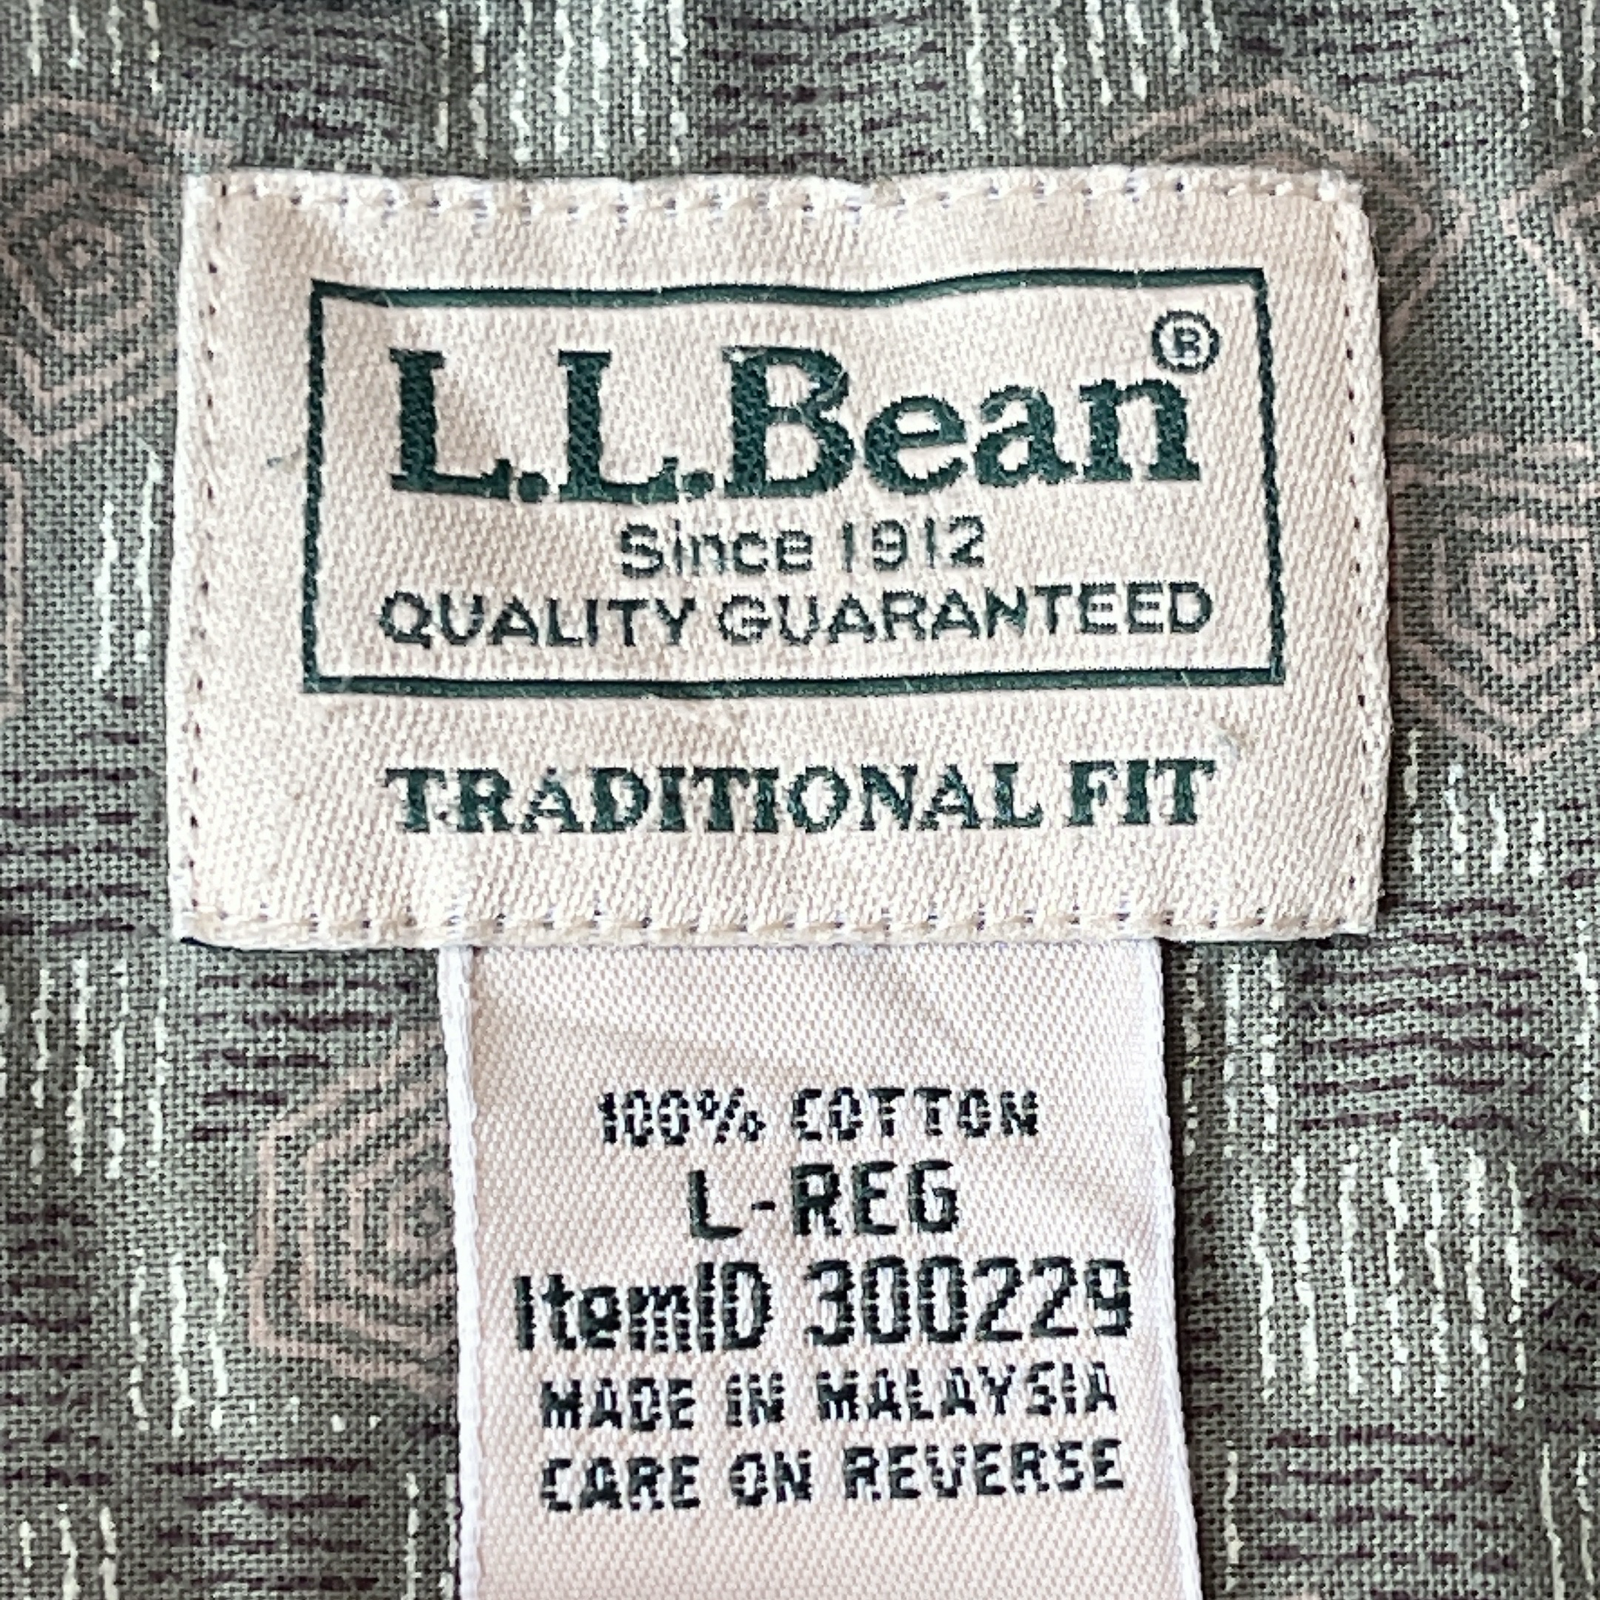 L.L.Bean®
Since 1912
QUALITY GUARANTEED
TRADITIONAL FIT
100% COTTON
L-REG
ItemID 300229
MADE IN MALAYSIA
CARE ON REVERSE